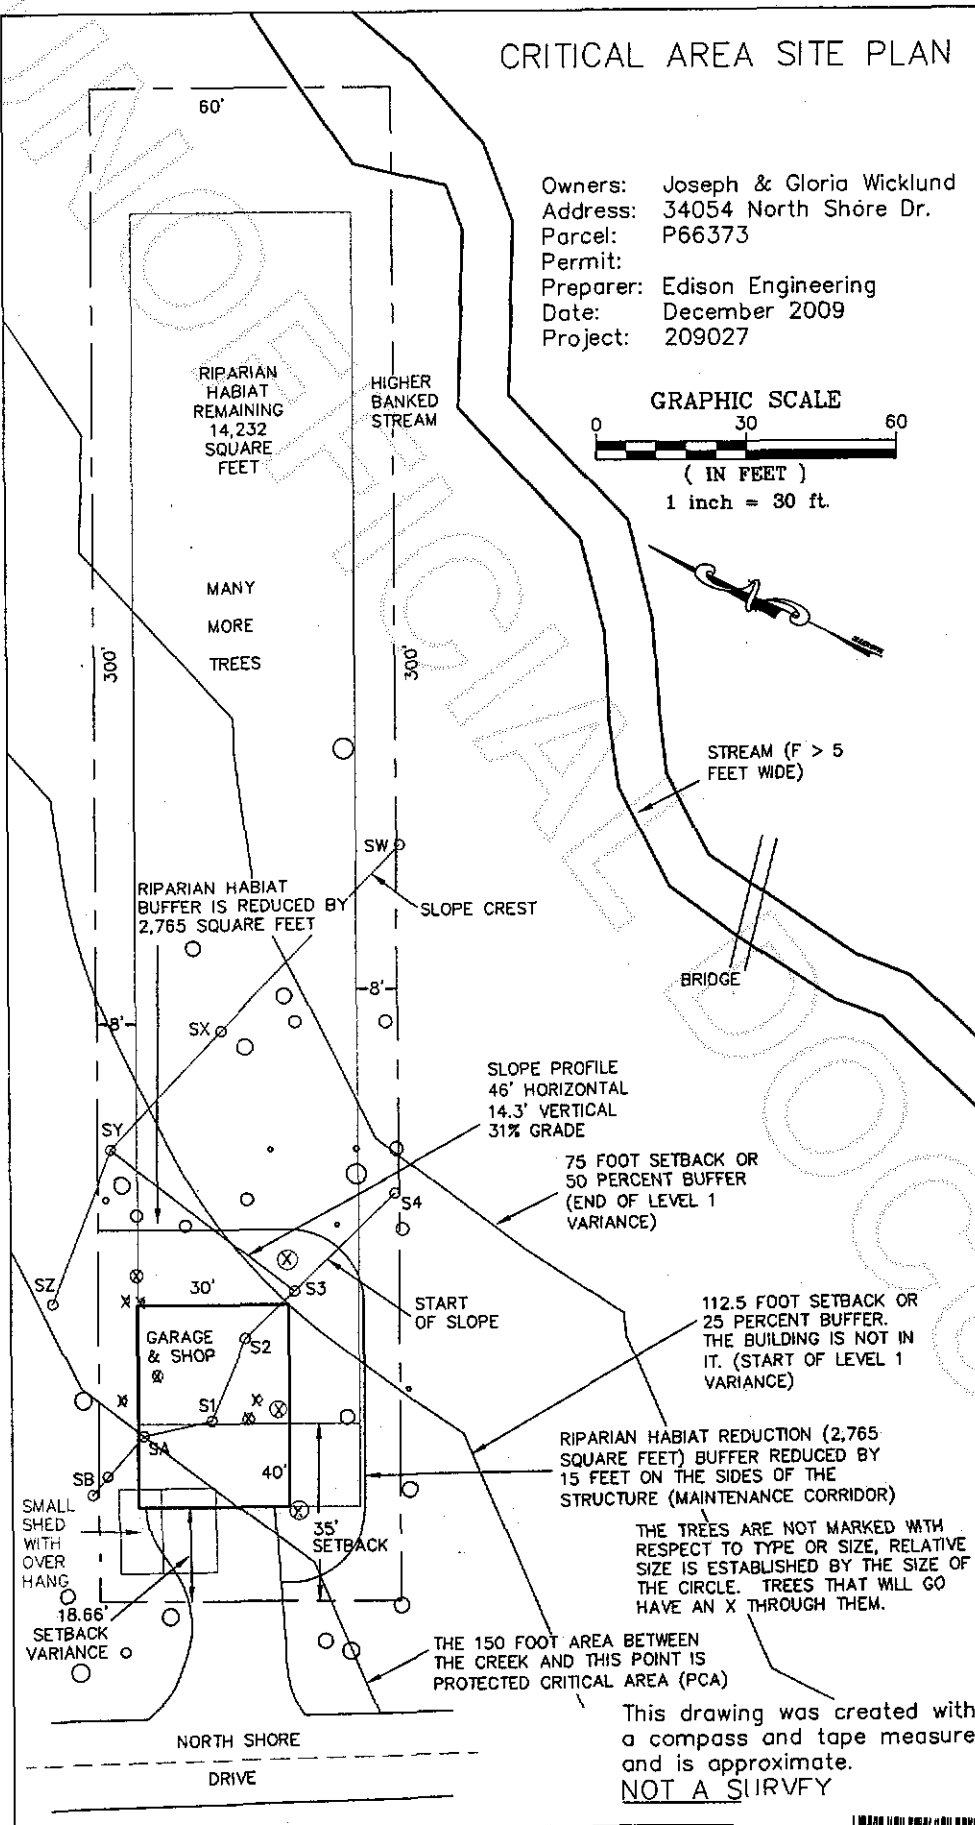 CRITICAL AREA SITE PLAN
60'
Owners: Joseph & Gloria Wicklund
Address: 34054 North Shore Dr.
Parcel: P66373
Permit:
Preparer: Edison Engineering
Date: December 2009
Project: 209027
GRAPHIC SCALE
0 30 60
( IN FEET )
1 inch = 30 ft.
RIPARIAN
HABIAT
REMAINING
14,232
SQUARE
FEET
HIGHER
BANKED
STREAM
MANY
MORE
TREES
300'
300'
STREAM (F > 5
FEET WIDE)
SW
SLOPE CREST
RIPARIAN HABIAT
BUFFER IS REDUCED BY
2,765 SQUARE FEET
BRIDGE
8'
8'
SX
SLOPE PROFILE
46' HORIZONTAL
14.3' VERTICAL
31% GRADE
SY
75 FOOT SETBACK OR
50 PERCENT BUFFER
(END OF LEVEL 1
VARIANCE)
S4
SZ
30'
S3
START
OF SLOPE
112.5 FOOT SETBACK OR
25 PERCENT BUFFER.
THE BUILDING IS NOT IN
IT. (START OF LEVEL 1
VARIANCE)
GARAGE
& SHOP
S2
S1
SA
SB
40'
RIPARIAN HABIAT REDUCTION (2,765
SQUARE FEET) BUFFER REDUCED BY
15 FEET ON THE SIDES OF THE
STRUCTURE (MAINTENANCE CORRIDOR)
SMALL
SHED
WITH
OVER
HANG
35'
SETBACK
THE TREES ARE NOT MARKED WITH
RESPECT TO TYPE OR SIZE, RELATIVE
SIZE IS ESTABLISHED BY THE SIZE OF
THE CIRCLE. TREES THAT WILL GO
HAVE AN X THROUGH THEM.
18.66'
SETBACK
VARIANCE
THE 150 FOOT AREA BETWEEN
THE CREEK AND THIS POINT IS
PROTECTED CRITICAL AREA (PCA)
This drawing was created with
a compass and tape measure
and is approximate.
NOT A SURVEY
NORTH SHORE
DRIVE
UNOFFICIAL DOC